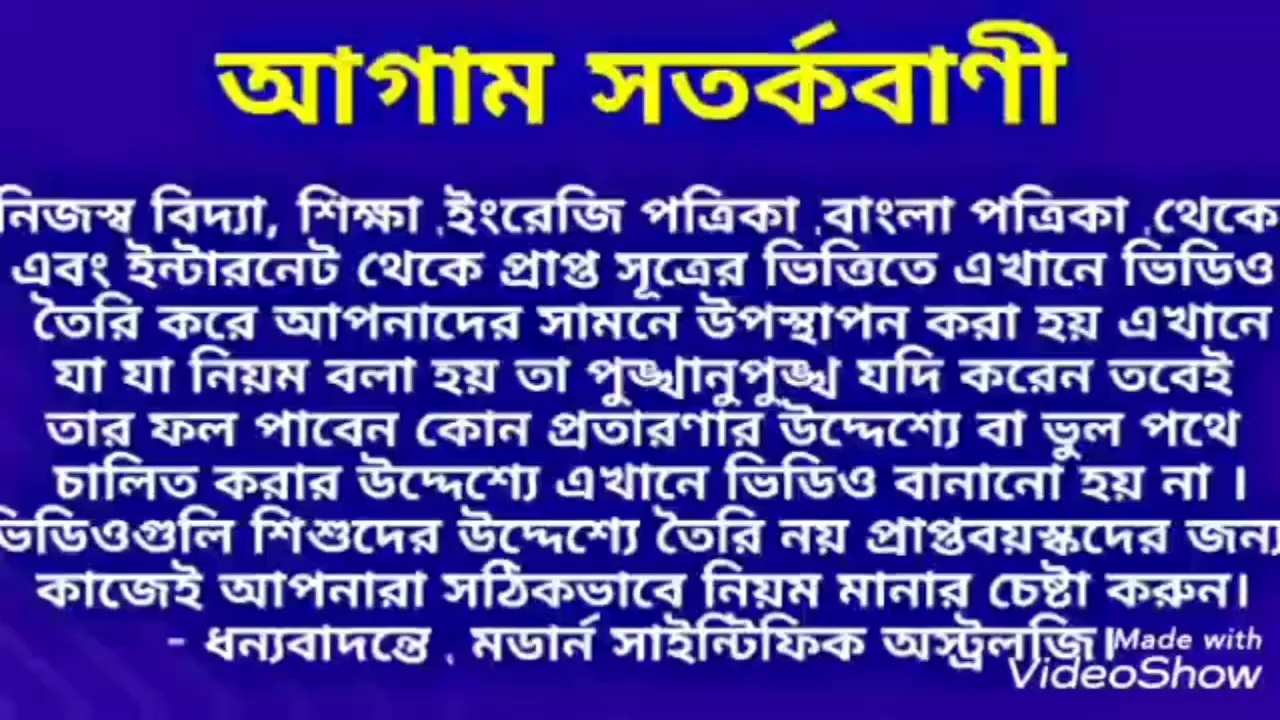 আগাম সতর্কবাণী
নিজস্ব বিদ্যা, শিক্ষা ,ইংরেজি পত্রিকা ,বাংলা পত্রিকা ,থেকে
এবং ইন্টারনেট থেকে প্রাপ্ত সূত্রের ভিত্তিতে এখানে ভিডিও
তৈরি করে আপনাদের সামনে উপস্থাপন করা হয় এখানে
যা যা নিয়ম বলা হয় তা পুঙ্খানুপুঙ্খ যদি করেন তবেই
তার ফল পাবেন কোন প্রতারণার উদ্দেশ্যে বা ভুল পথে
চালিত করার উদ্দেশ্যে এখানে ভিডিও বানানো হয় না ।
ভিডিওগুলি শিশুদের উদ্দেশ্যে তৈরি নয় প্রাপ্তবয়স্কদের জন্য
কাজেই আপনারা সঠিকভাবে নিয়ম মানার চেষ্টা করুন।
- ধন্যবাদন্তে , মডার্ন সাইন্টিফিক অস্ট্রলজি।
Made with
VideoShow